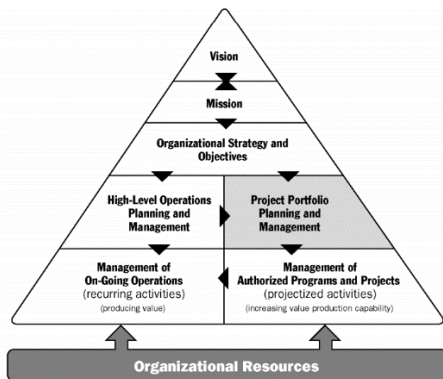 Vision
Mission
Organizational Strategy and
Objectives
High-Level Operations
Planning and
Management
Project Portfolio
Planning and
Management
Management of
On-Going Operations
(recurring activities)
(producing value)
Management of
Authorized Programs and Projects
(projectized activities)
(increasing value production capability)
Organizational Resources